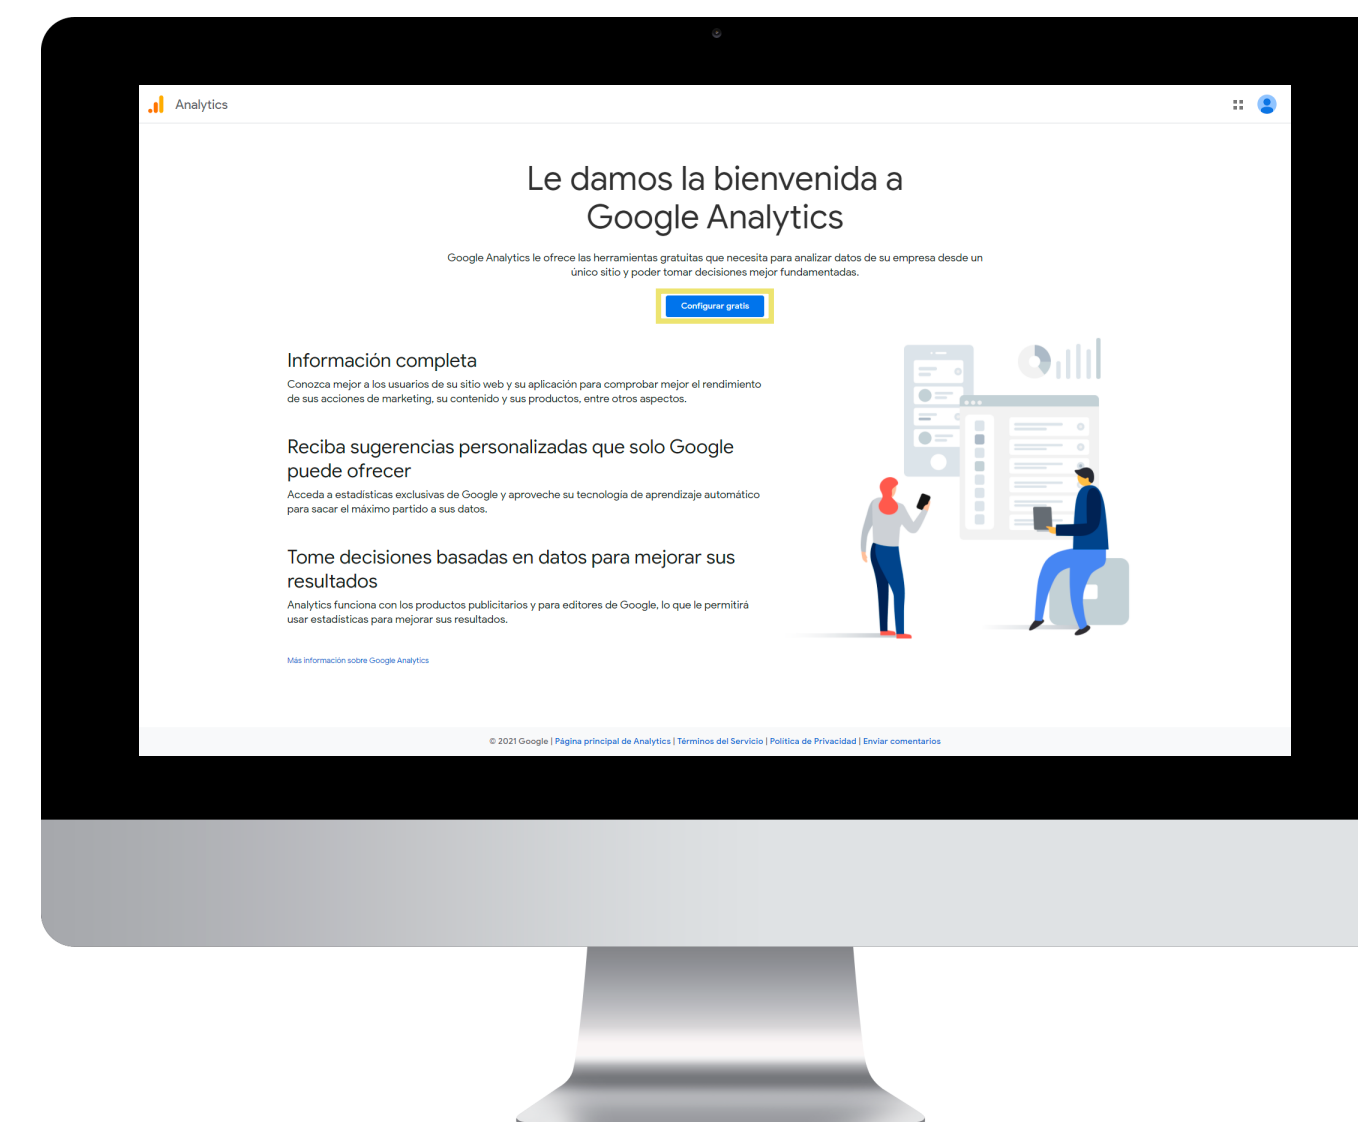 Analytics
Le damos la bienvenida a
Google Analytics
Google Analytics le ofrece las herramientas gratuitas que necesita para analizar datos de su empresa desde un
único sitio y poder tomar decisiones mejor fundamentadas.
Configurar gratis
Información completa
Conozca mejor a los usuarios de su sitio web y su aplicación para comprobar mejor el rendimiento
de sus acciones de marketing, su contenido y sus productos, entre otros aspectos.
Reciba sugerencias personalizadas que solo Google
puede ofrecer
Acceda a estadísticas exclusivas de Google y aproveche su tecnología de aprendizaje automático
para sacar el máximo partido a sus datos.
Tome decisiones basadas en datos para mejorar sus
resultados
Analytics funciona con los productos publicitarios y para editores de Google, lo que le permitirá
usar estadísticas para mejorar sus resultados.
Más información sobre Google Analytics
© 2021 Google | Página principal de Analytics | Términos del Servicio | Política de Privacidad | Enviar comentarios